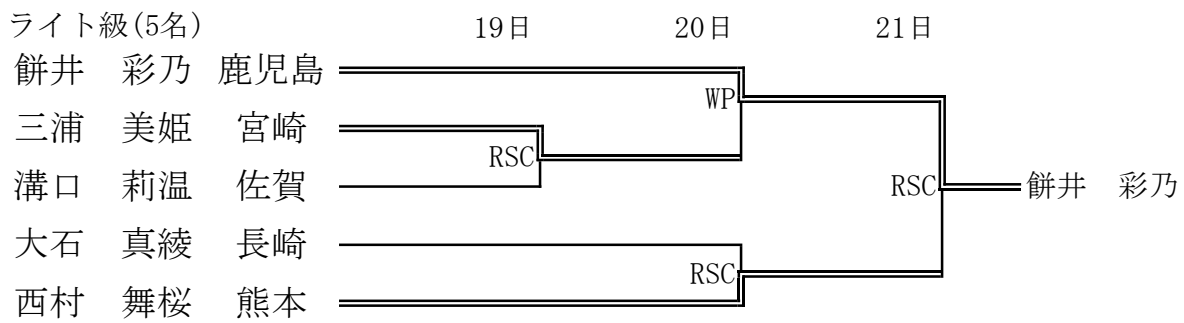 ライト級(5名) 19日 20日 21日
餅井 彩乃 鹿児島
WP
三浦 美姫 宮崎
RSC
溝口 莉温 佐賀
RSC 餅井 彩乃
大石 真綾 長崎
RSC
西村 舞桜 熊本